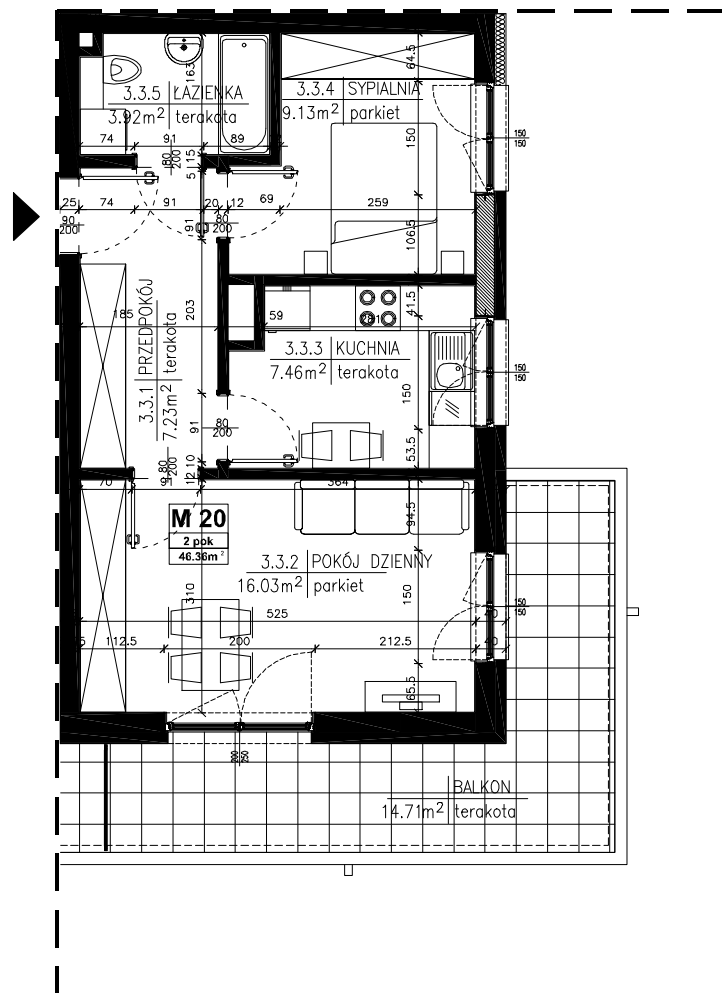 64.5
163
3.3.5 ŁAZIENKA
3.92m² terakota
3.3.4 SYPIALNIA
9.13m² parkiet
74 91 89
80
200
15
5
150
150
150
25 74 91 20 12 69 259
90
200
91
80
200
106.5
185
203
3.3.1 PRZEDPOKÓJ
7.23m² terakota
59
281
41.5
3.3.3 KUCHNIA
7.46m² terakota
150
150
150
91
80
200
53.5
80
200
10
12
70 91 364
M 20
2 pok
46.36m²
94.5
3.3.2 POKÓJ DZIENNY
16.03m² parkiet
310
150
150
150
525 40
112.5 200 212.5 40
65.5
200
250
BALKON
14.71m² terakota